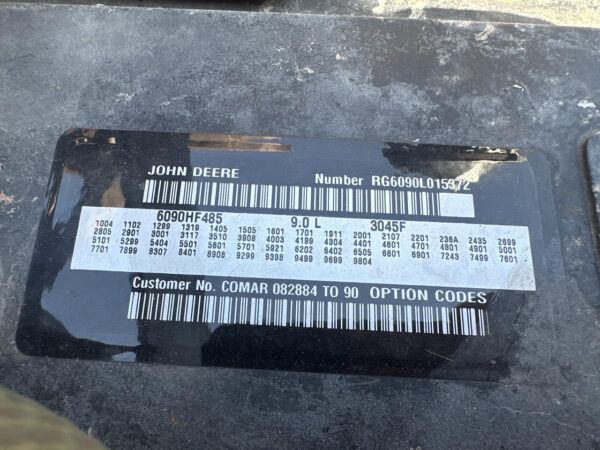 JOHN DEERE Number RG6090L015372
6090HF485 9.0 L 3045F
1004 1102 1299 1319 1405 1505 1601 1701 1911 2001 2107 2201 236A 2435 2699
2805 2901 3001 3117 3510 3908 4003 4199 4304 4401 4601 4701 4801 4901 5001
5101 5299 5404 5501 5601 5701 5921 6202 6402 6505 6601 6901 7243 7499 7601
7701 7899 8307 8401 8908 9299 9398 9499 9699 9804
Customer No. COMAR 082884 TO 90 OPTION CODES